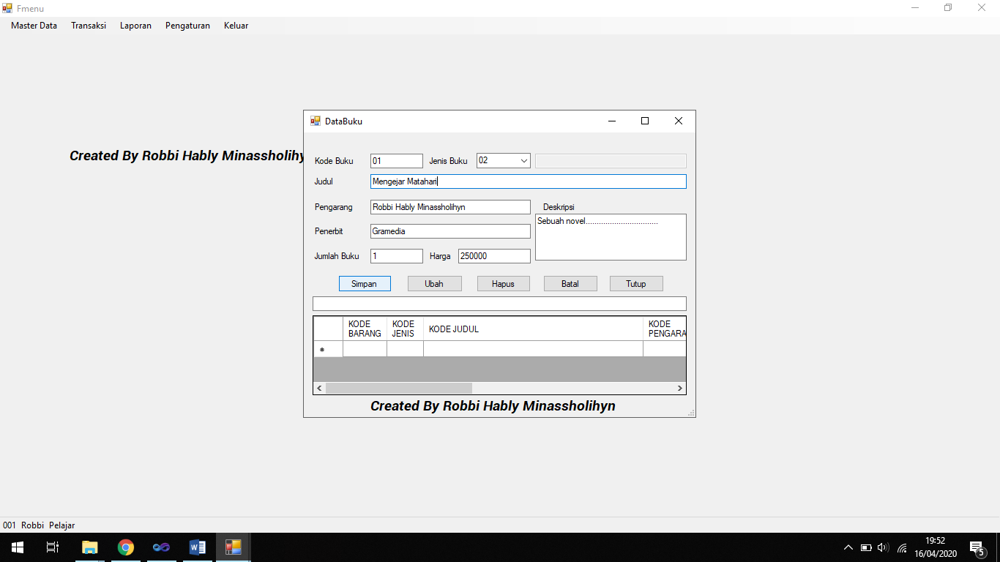 Fmenu
Master Data Transaksi Laporan Pengaturan Keluar
Created By Robbi Hably Minassholihy
DataBuku
Kode Buku 01 Jenis Buku 02
Judul Mengejar Matahari
Pengarang Robbi Hably Minassholihyn Deskripsi
Sebuah novel.................................
Penerbit Gramedia
Jumlah Buku 1 Harga 250000
Simpan Ubah Hapus Batal Tutup
KODE BARANG KODE JENIS KODE JUDUL KODE PENGARA
*
Created By Robbi Hably Minassholihyn
001 Robbi Pelajar
19:52
16/04/2020
5